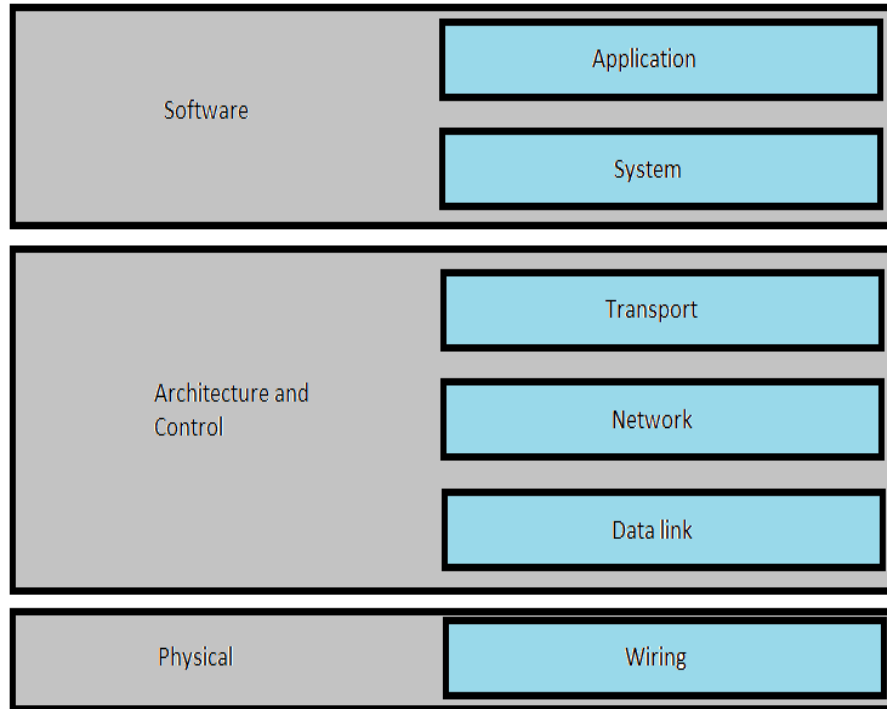 Software
Application
System
Architecture and
Control
Transport
Network
Data link
Physical
Wiring